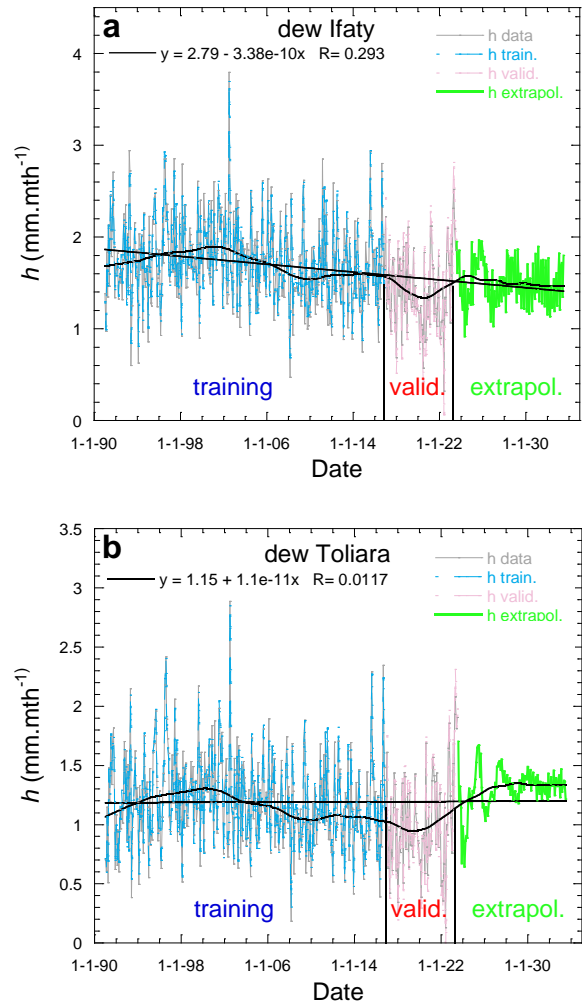 a
dew Ifaty
y = 2.79 - 3.38e-10x R= 0.293
h data
h train.
h valid.
h extrapol.
4
3
2
1
0
h (mm.mth⁻¹)
training
valid.
extrapol.
1-1-90
1-1-98
1-1-06
1-1-14
1-1-22
1-1-30
Date
b
dew Toliara
y = 1.15 + 1.1e-11x R= 0.0117
h data
h train.
h valid.
h extrapol.
3.5
3
2.5
2
1.5
1
0.5
0
h (mm.mth⁻¹)
training
valid.
extrapol.
1-1-90
1-1-98
1-1-06
1-1-14
1-1-22
1-1-30
Date